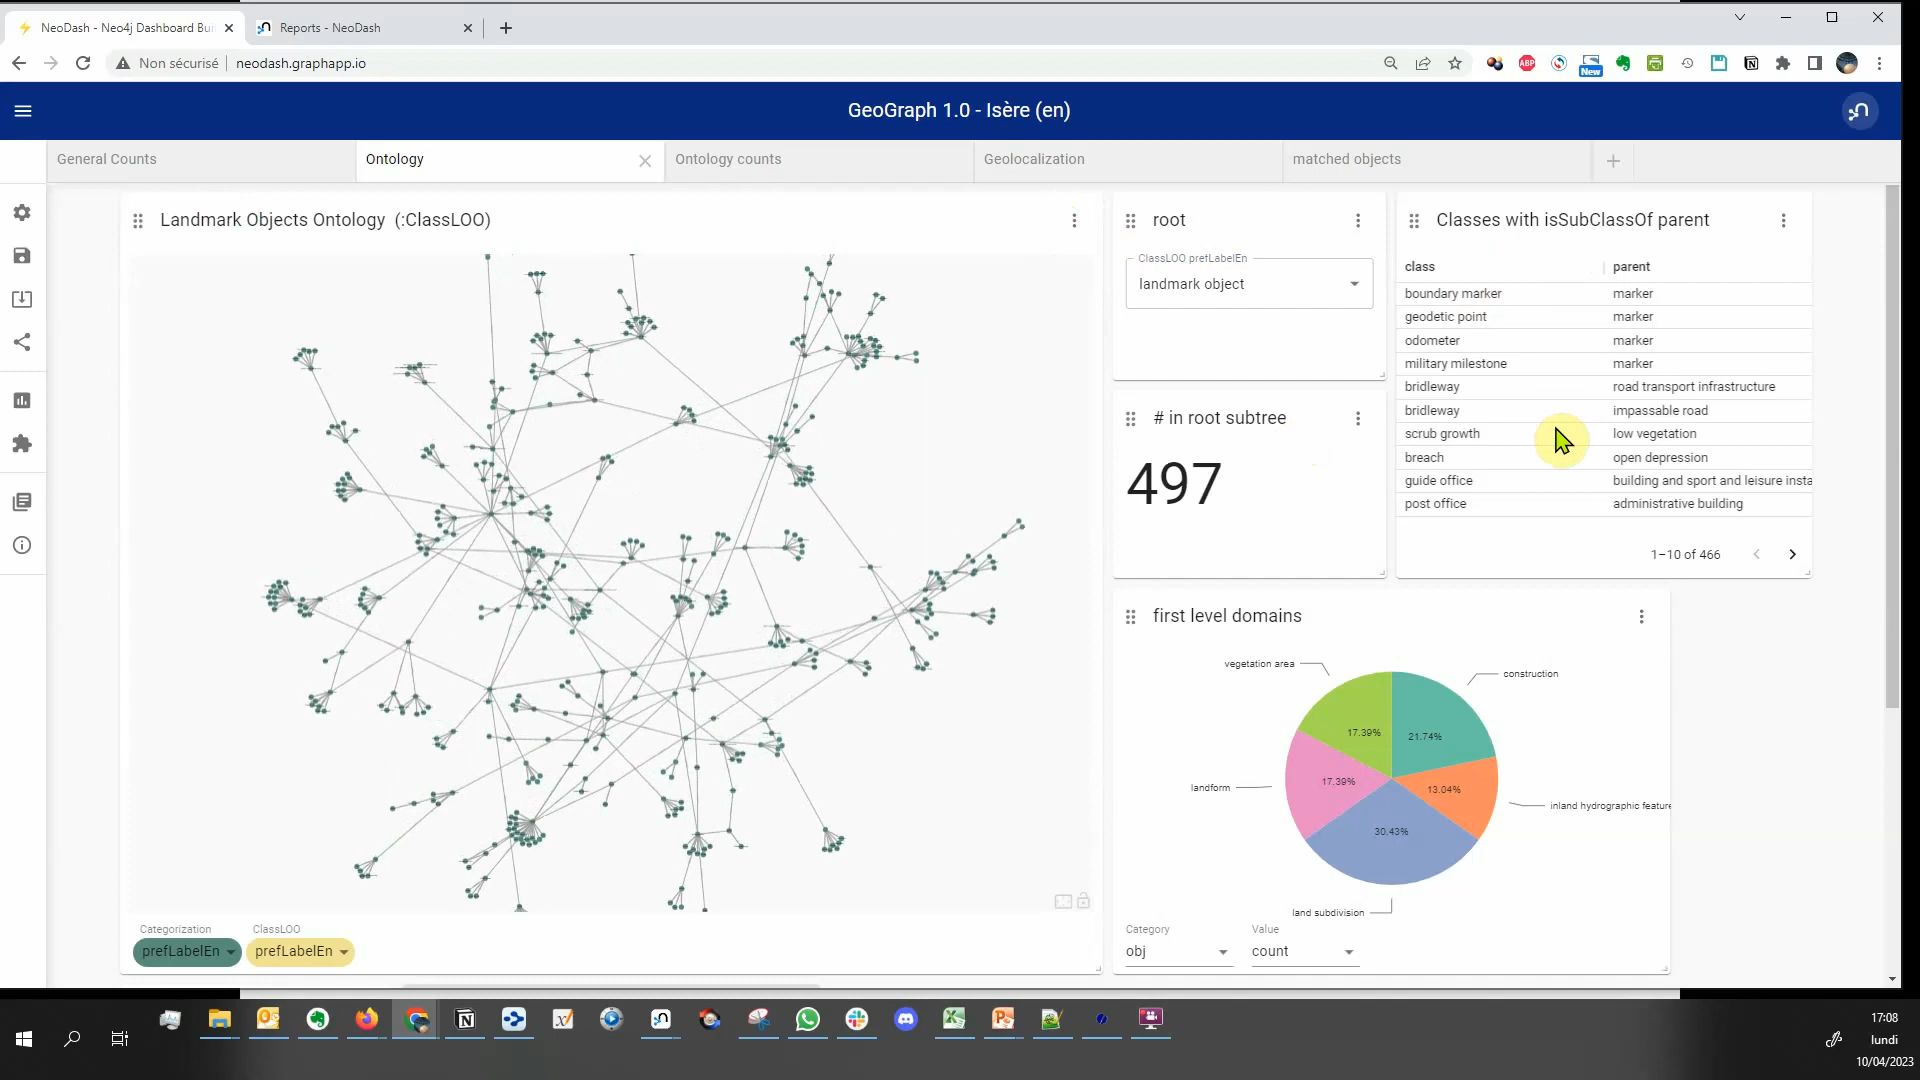 NeoDash - Neo4j Dashboard Bui
Reports - NeoDash
Non sécurisé
neodash.graphapp.io
ABP
New
GeoGraph 1.0 - Isère (en)
General Counts
Ontology
Ontology counts
Geolocalization
matched objects
Landmark Objects Ontology (:ClassLOO)
Categorization
ClassLOO
prefLabelEn
prefLabelEn
root
ClassLOO prefLabelEn
landmark object
# in root subtree
497
Classes with isSubClassOf parent
class parent
boundary marker marker
geodetic point marker
odometer marker
military milestone marker
bridleway road transport infrastructure
bridleway impassable road
scrub growth low vegetation
breach open depression
guide office building and sport and leisure insta
post office administrative building
1–10 of 466
first level domains
vegetation area
construction
17.39%
21.74%
landform
17.39%
13.04%
inland hydrographic feature
30.43%
land subdivision
Category
Value
obj
count
17:08
lundi
10/04/2023